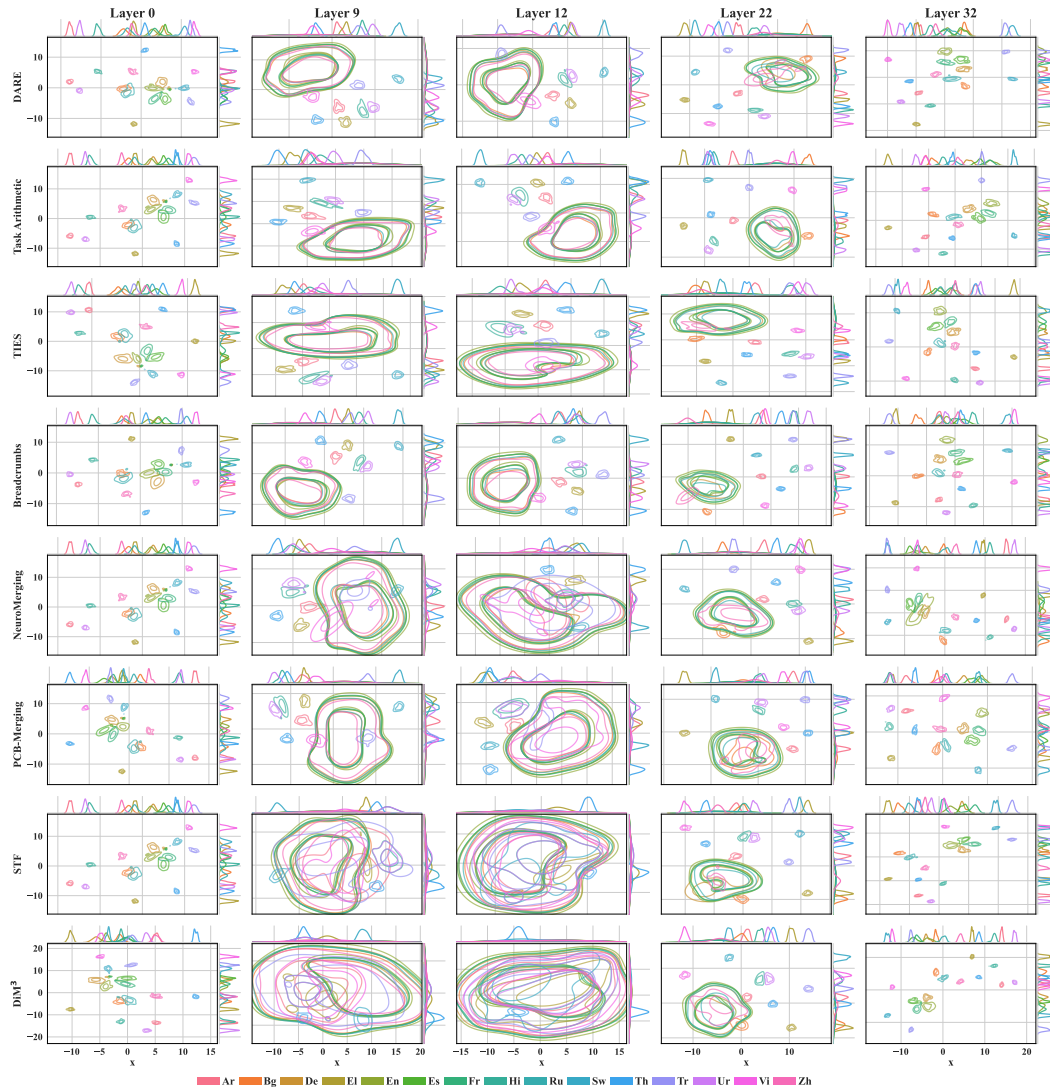 Layer 0 Layer 9 Layer 12 Layer 22 Layer 32
DARE
10
0
−10
Task Arithmetic
10
0
−10
TIES
10
0
−10
Breadcrumbs
10
0
−10
NeuroMerging
10
0
−10
PCB-Merging
10
0
−10
STF
10
0
−10
DiM³
20
10
0
−10
−20
−10 −5 0 5 10 15 −10 −5 0 5 10 15 20 −15 −10 −5 0 5 10 15 −10 0 10 −10 0 10 20
x x x x x
Ar Bg De El En Es Fr Hi Ru Sw Th Tr Ur Vi Zh